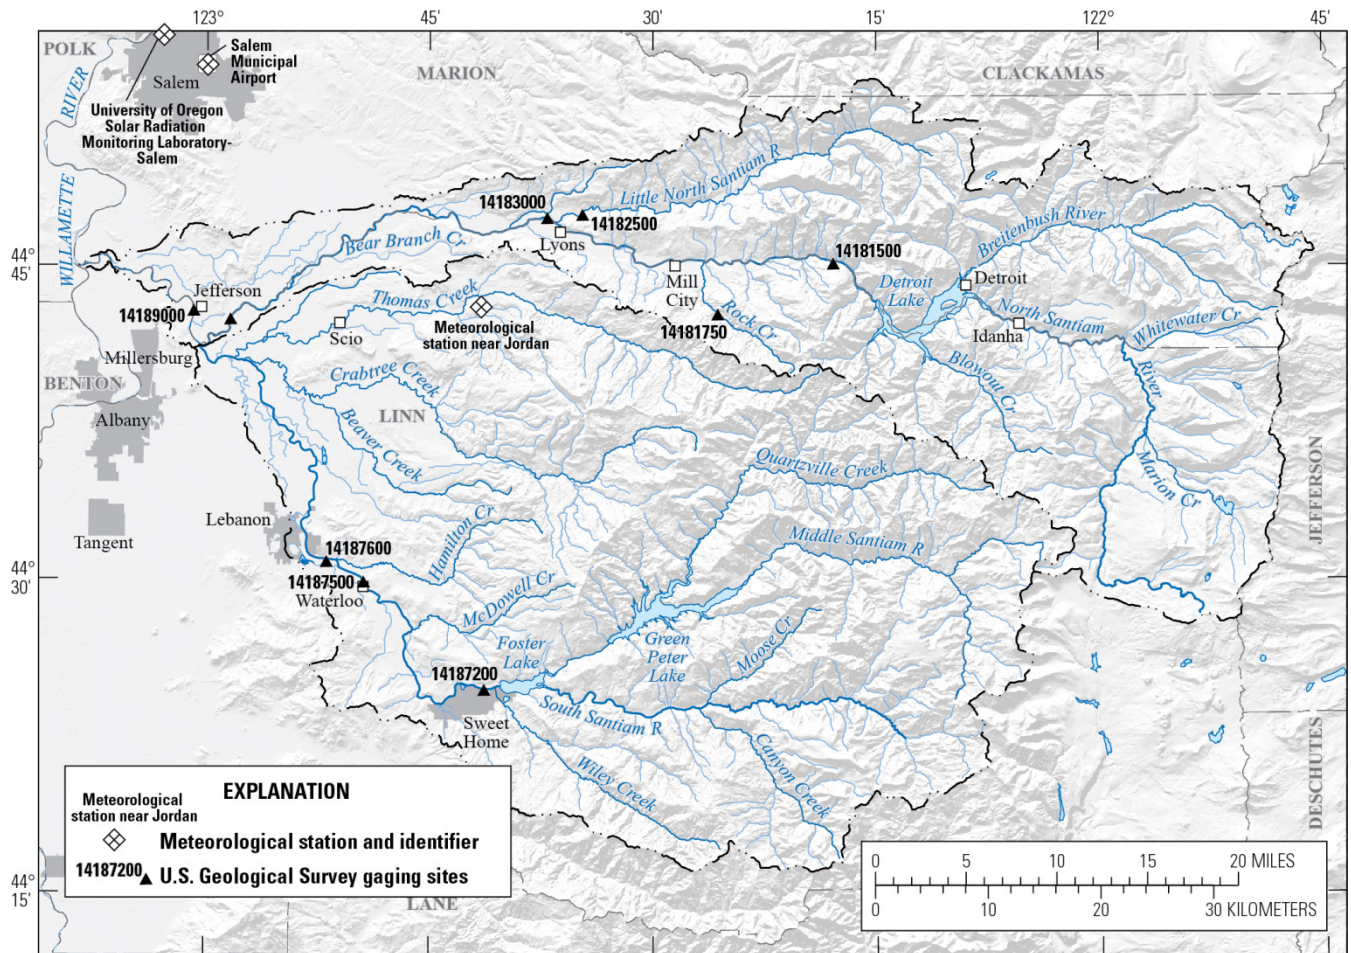 123°
45'
30'
15'
122°
45'
POLK
MARION
CLACKAMAS
Salem
Municipal
Airport
Salem
RIVER
University of Oregon
Solar Radiation
Monitoring Laboratory-
Salem
WILLAMETTE
Little North Santiam R
14183000
14182500
Lyons
Bear Branch Cr
14181500
Breitenbush River
44°
45'
Jefferson
14189000
Thomas Creek
Mill
City
Rock Cr
14181750
Detroit
Lake
Detroit
North Santiam
Idanha
Whitewater Cr
River
Scio
Meteorological
station near Jordan
Millersburg
BENTON
Albany
Crabtree Creek
LINN
Beaver Creek
Blowout Cr
Marion Cr
JEFFERSON
Quartzville Creek
Tangent
Lebanon
Hamilton Cr
Middle Santiam R
44°
30'
14187600
14187500
Waterloo
McDowell Cr
Foster
Lake
Green
Peter
Lake
Moose Cr
14187200
Sweet
Home
South Santiam R
Wiley Creek
Canyon Creek
DESCHUTES
EXPLANATION
Meteorological
station near Jordan
Meteorological station and identifier
14187200
U.S. Geological Survey gaging sites
LANE
44°
15'
0 5 10 15 20 MILES
0 10 20 30 KILOMETERS